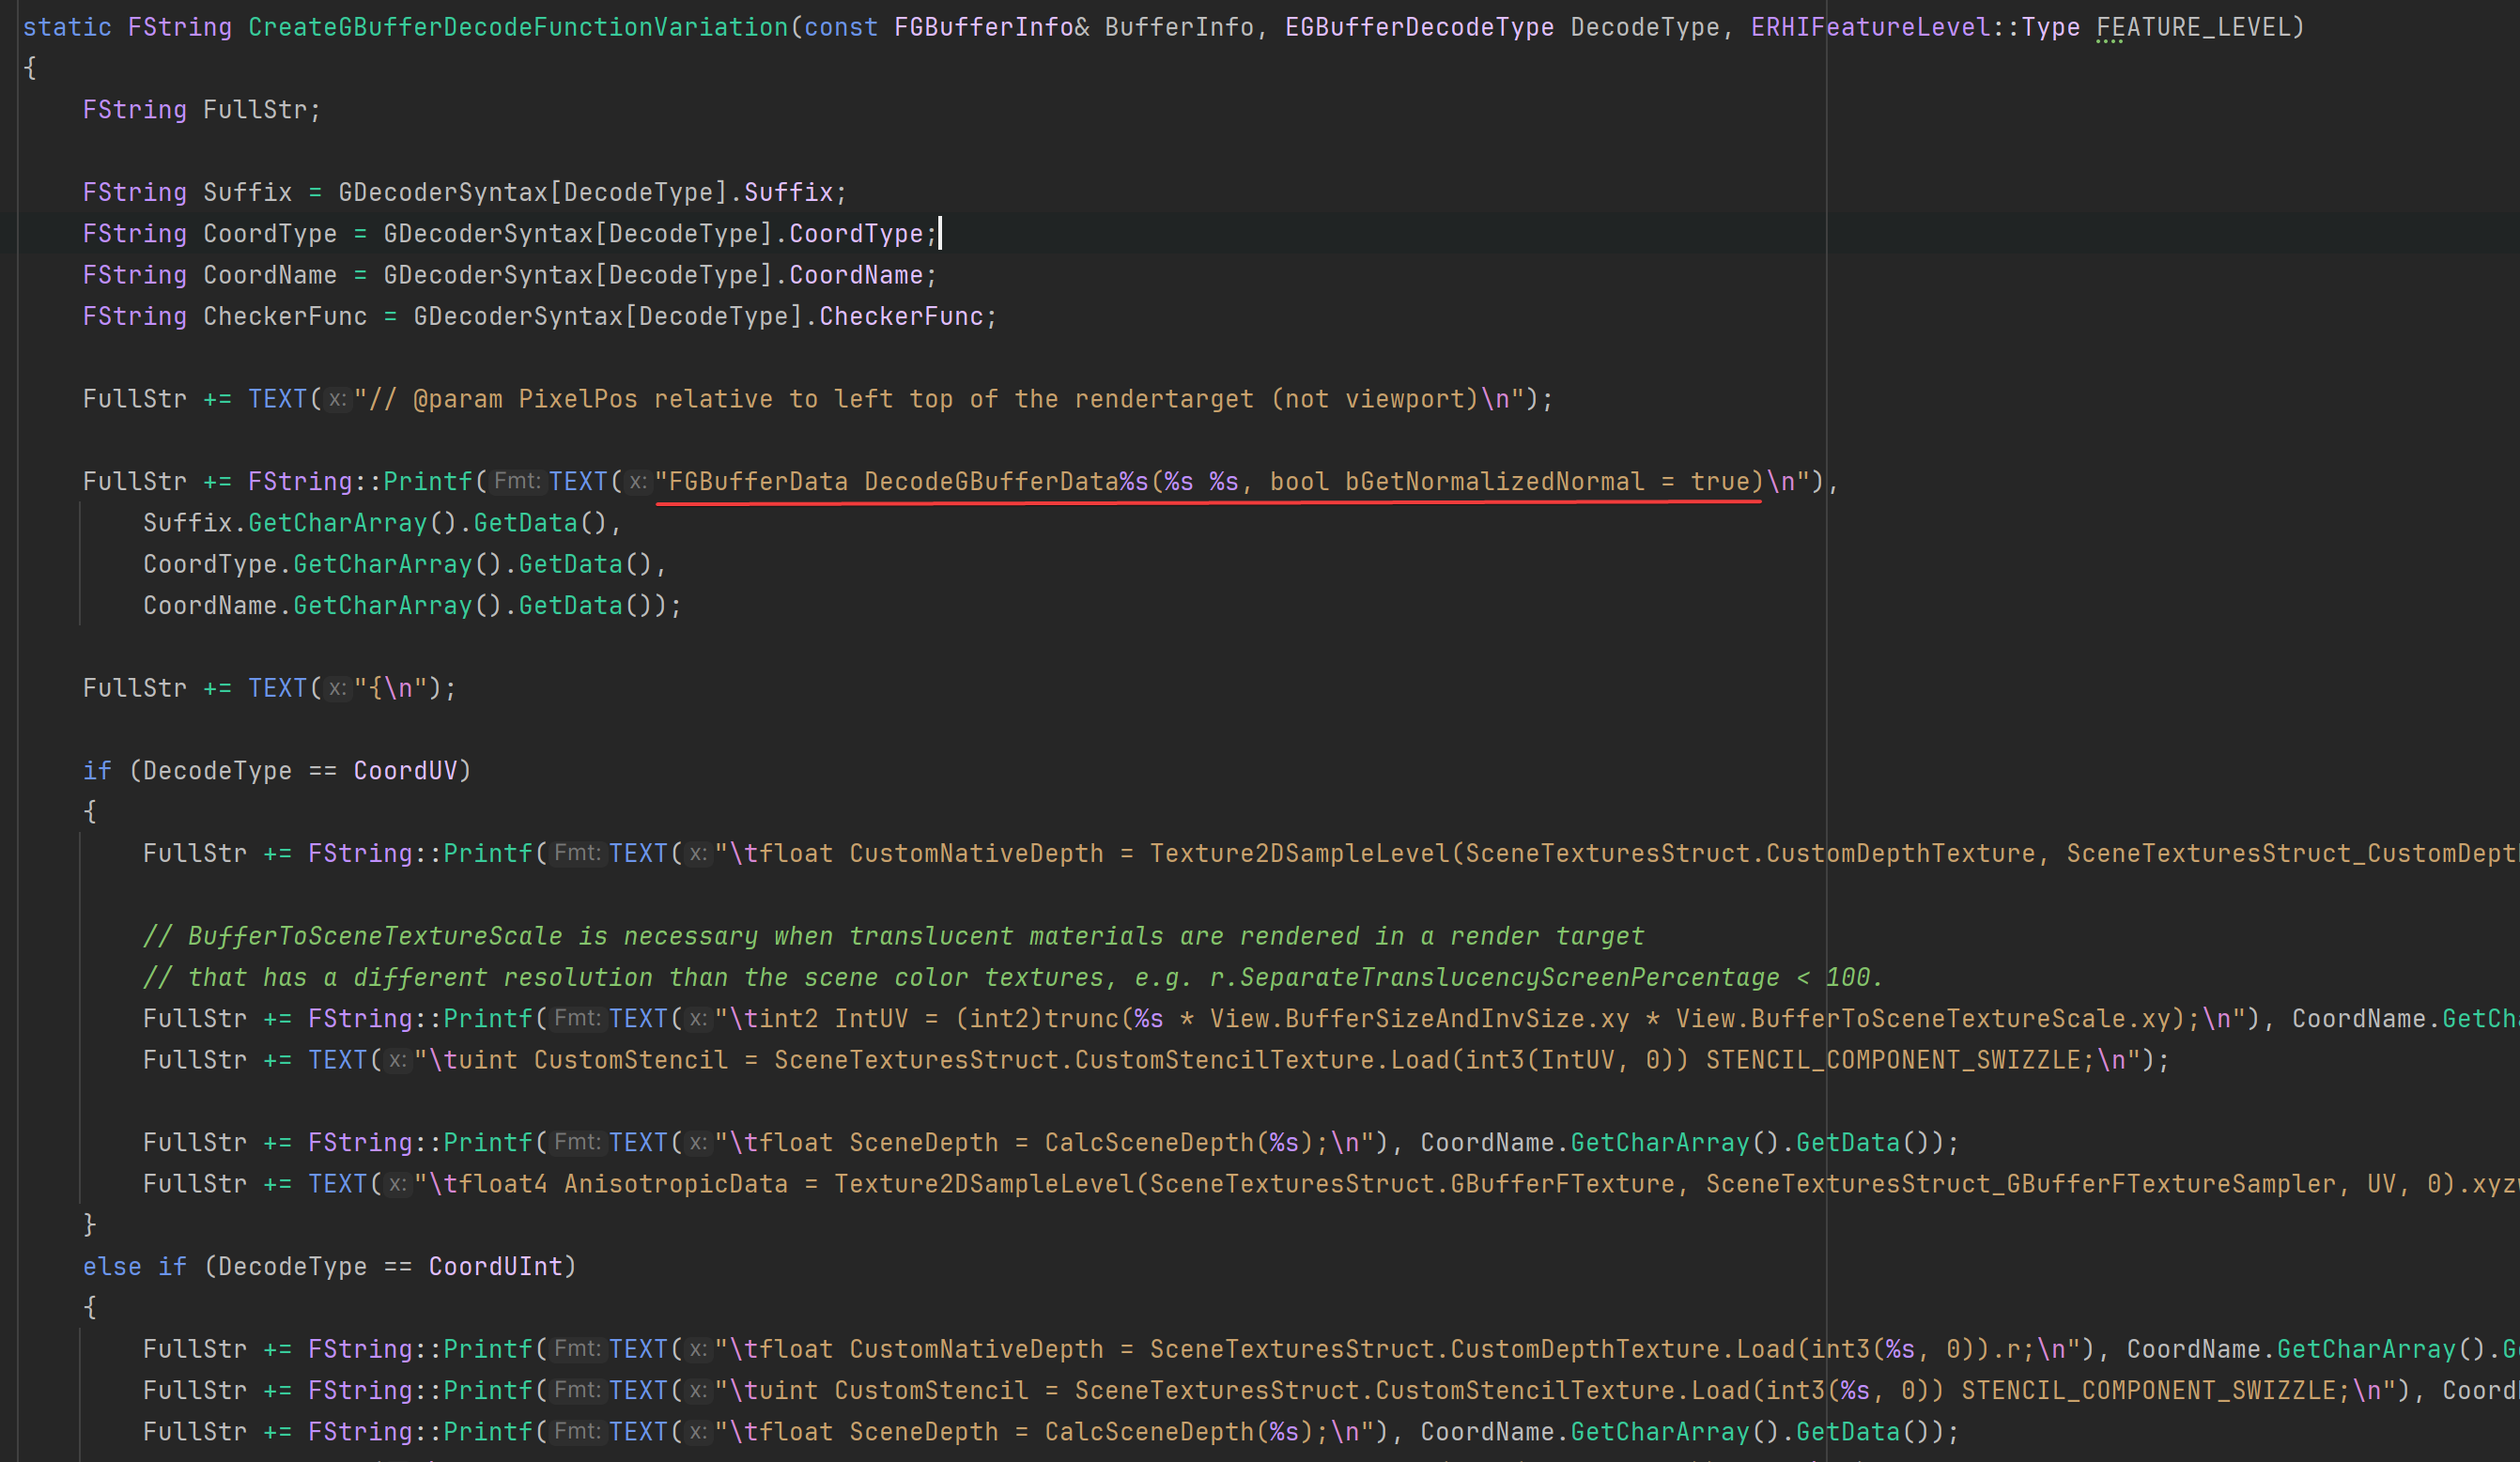 static FString CreateGBufferDecodeFunctionVariation(const FGBufferInfo& BufferInfo, EGBufferDecodeType DecodeType, ERHIFeatureLevel::Type FEATURE_LEVEL)
{
FString FullStr;
FString Suffix = GDecoderSyntax[DecodeType].Suffix;
FString CoordType = GDecoderSyntax[DecodeType].CoordType;
FString CoordName = GDecoderSyntax[DecodeType].CoordName;
FString CheckerFunc = GDecoderSyntax[DecodeType].CheckerFunc;
FullStr += TEXT( x: "// @param PixelPos relative to left top of the rendertarget (not viewport)\n");
FullStr += FString::Printf( Fmt: TEXT( x: "FGBufferData DecodeGBufferData%s(%s %s, bool bGetNormalizedNormal = true)\n"),
Suffix.GetCharArray().GetData(),
CoordType.GetCharArray().GetData(),
CoordName.GetCharArray().GetData());
FullStr += TEXT( x: "{\n");
if (DecodeType == CoordUV)
{
FullStr += FString::Printf( Fmt: TEXT( x: "\tfloat CustomNativeDepth = Texture2DSampleLevel(SceneTexturesStruct.CustomDepthTexture, SceneTexturesStruct_CustomDept
// BufferToSceneTextureScale is necessary when translucent materials are rendered in a render target
// that has a different resolution than the scene color textures, e.g. r.SeparateTranslucencyScreenPercentage < 100.
FullStr += FString::Printf( Fmt: TEXT( x: "\tint2 IntUV = (int2)trunc(%s * View.BufferSizeAndInvSize.xy * View.BufferToSceneTextureScale.xy);\n"), CoordName.GetCh
FullStr += TEXT( x: "\tuint CustomStencil = SceneTexturesStruct.CustomStencilTexture.Load(int3(IntUV, 0)) STENCIL_COMPONENT_SWIZZLE;\n");
FullStr += FString::Printf( Fmt: TEXT( x: "\tfloat SceneDepth = CalcSceneDepth(%s);\n"), CoordName.GetCharArray().GetData());
FullStr += TEXT( x: "\tfloat4 AnisotropicData = Texture2DSampleLevel(SceneTexturesStruct.GBufferFTexture, SceneTexturesStruct_GBufferFTextureSampler, UV, 0).xyz
}
else if (DecodeType == CoordUInt)
{
FullStr += FString::Printf( Fmt: TEXT( x: "\tfloat CustomNativeDepth = SceneTexturesStruct.CustomDepthTexture.Load(int3(%s, 0)).r;\n"), CoordName.GetCharArray().G
FullStr += FString::Printf( Fmt: TEXT( x: "\tuint CustomStencil = SceneTexturesStruct.CustomStencilTexture.Load(int3(%s, 0)) STENCIL_COMPONENT_SWIZZLE;\n"), Coord
FullStr += FString::Printf( Fmt: TEXT( x: "\tfloat SceneDepth = CalcSceneDepth(%s);\n"), CoordName.GetCharArray().GetData());